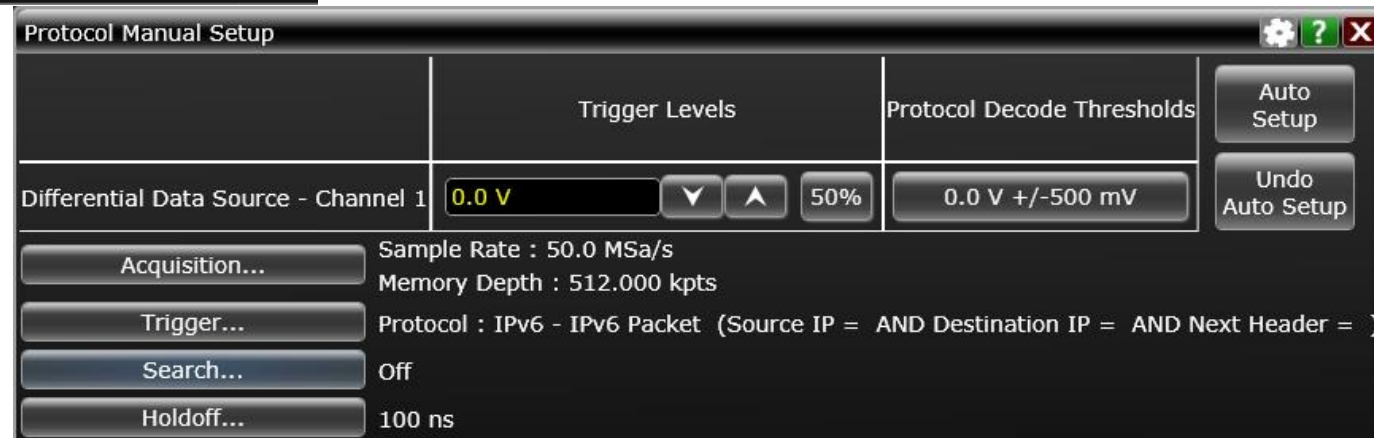 Protocol Manual Setup
?
X
Trigger Levels
Protocol Decode Thresholds
Auto
Setup
Differential Data Source - Channel 1
0.0 V
50%
0.0 V +/-500 mV
Undo
Auto Setup
Acquisition...
Sample Rate : 50.0 MSa/s
Memory Depth : 512.000 kpts
Trigger...
Protocol : IPv6 - IPv6 Packet (Source IP = AND Destination IP = AND Next Header = )
Search...
Off
Holdoff...
100 ns